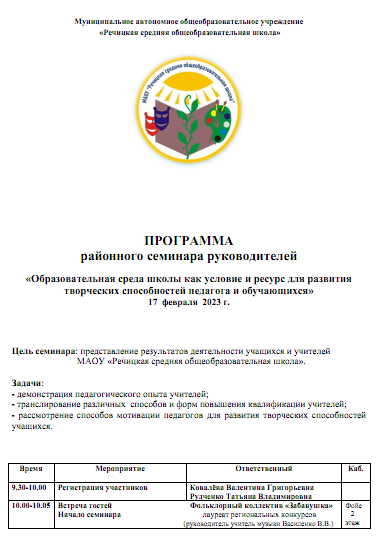 Муниципальное автономное общеобразовательное учреждение
«Речицкая средняя общеобразовательная школа»
МАОУ "Речицкая средняя общеобразовательная школа"
ПРОГРАММА
районного семинара руководителей
«Образовательная среда школы как условие и ресурс для развития
творческих способностей педагога и обучающихся»
17 февраля 2023 г.
Цель семинара: представление результатов деятельности учащихся и учителей
МАОУ «Речицкая средняя общеобразовательная школа».
Задачи:
- демонстрация педагогического опыта учителей;
- транслирование различных способов и форм повышения квалификации учителей;
- рассмотрение способов мотивации педагогов для развития творческих способностей
учащихся.
Время Мероприятие Ответственный Каб.
9.30-10.00 Регистрация участников Ковалёва Валентина Григорьевна
Рудченко Татьяна Владимировна
10.00-10.05 Встреча гостей Фольклорный коллектив «Забавушка» Фойе
Начало семинара лауреат региональных конкурсов 2
(руководитель учитель музыки Василенко В.В.) этаж